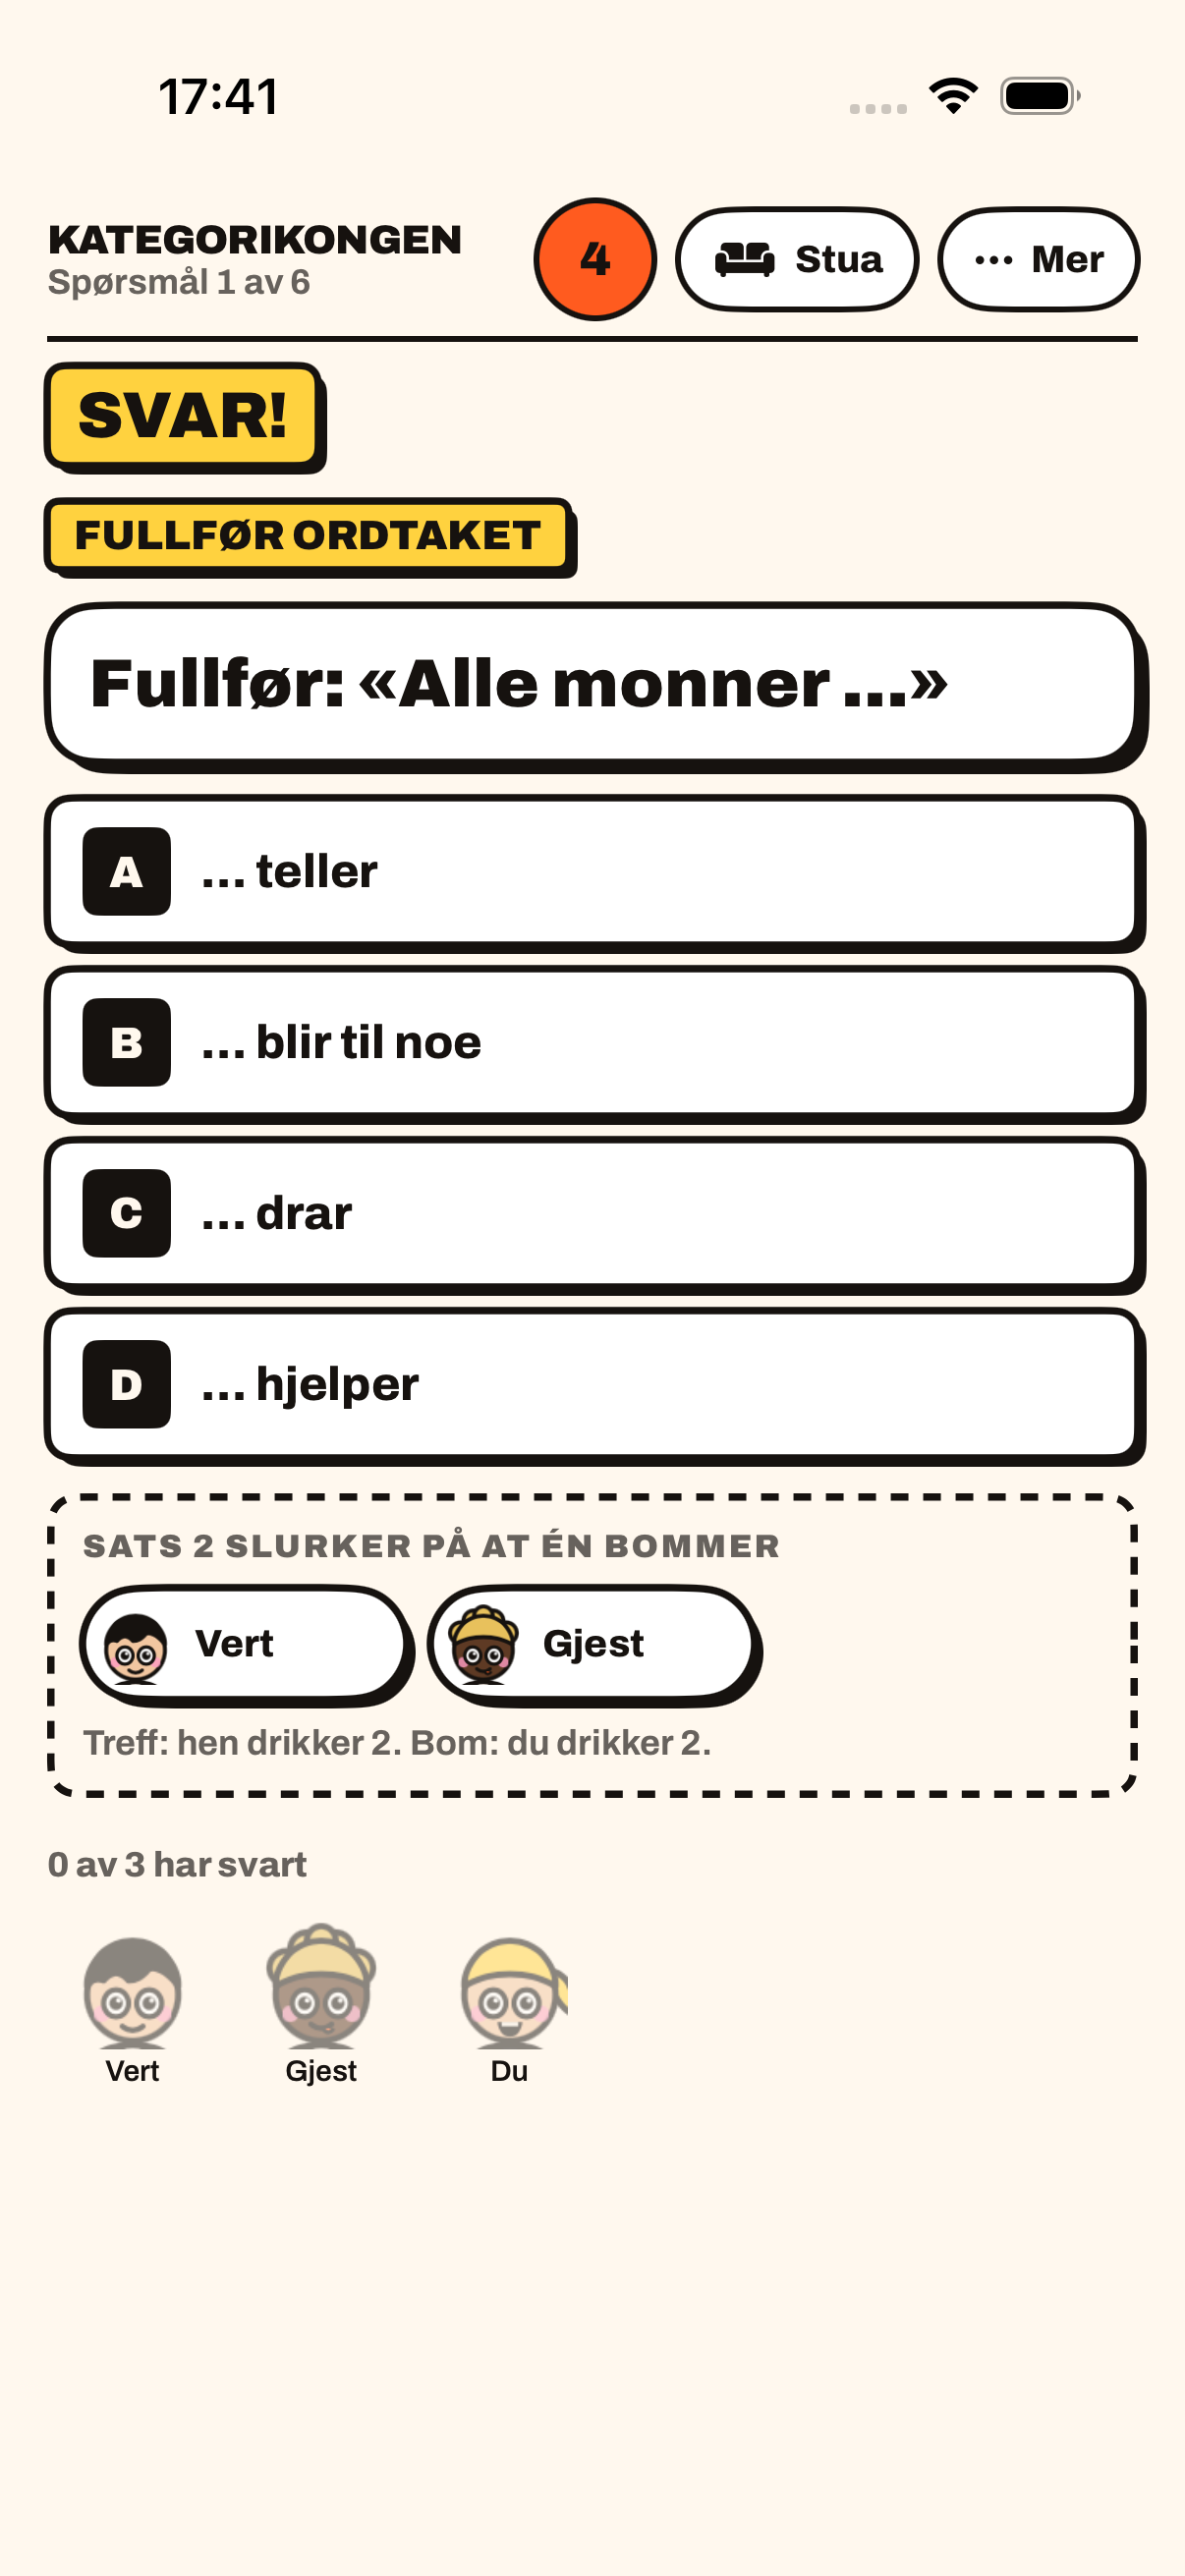 17:41
KATEGORIKONGEN
Spørsmål 1 av 6
4
Stua
Mer
SVAR!
FULLFØR ORDTAKET
Fullfør: «Alle monner ...»
A ... teller
B ... blir til noe
C ... drar
D ... hjelper
SATS 2 SLURKER PÅ AT ÉN BOMMER
Vert
Gjest
Treff: hen drikker 2. Bom: du drikker 2.
0 av 3 har svart
Vert
Gjest
Du